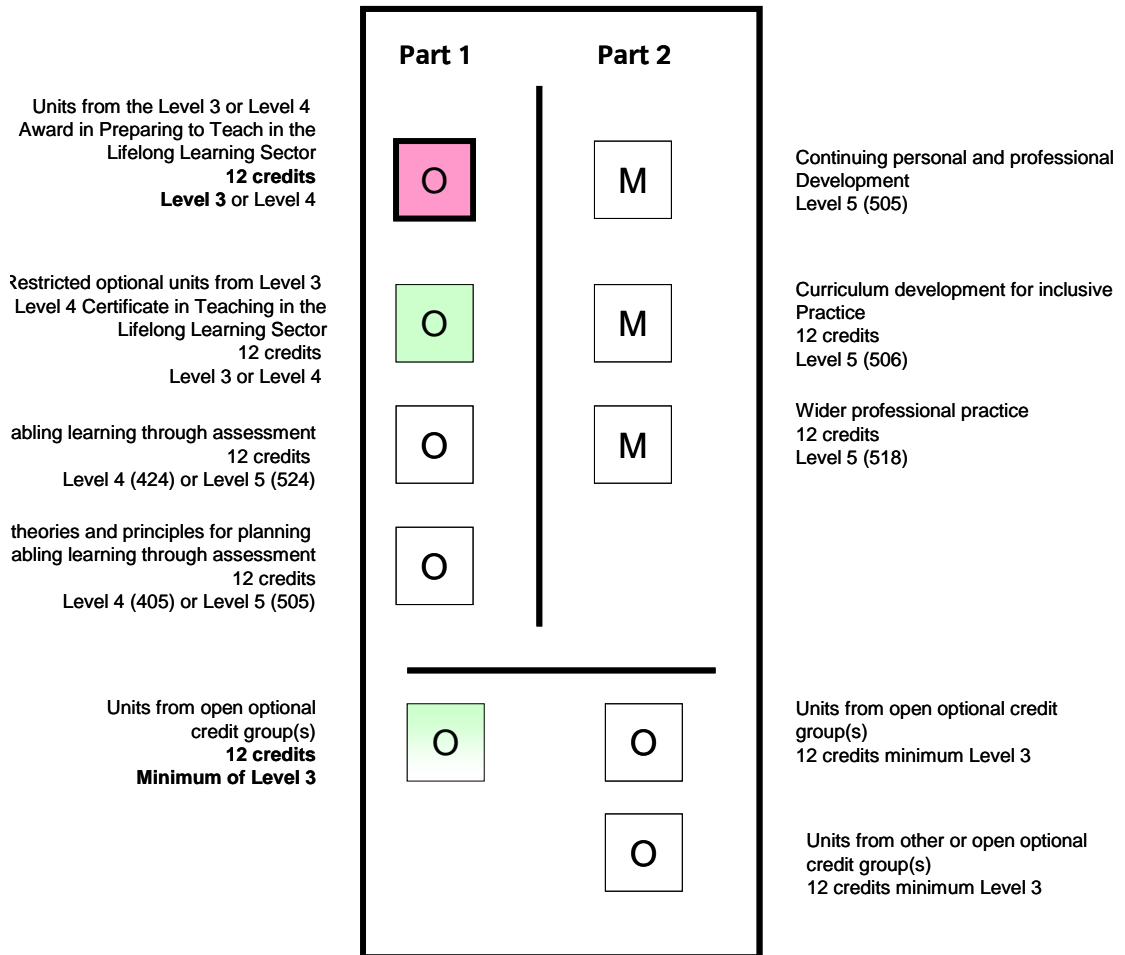 Part 1
Part 2
Units from the Level 3 or Level 4
Award in Preparing to Teach in the
Lifelong Learning Sector
12 credits
Level 3 or Level 4
O
M
Continuing personal and professional
Development
Level 5 (505)
Restricted optional units from Level 3
Level 4 Certificate in Teaching in the
Lifelong Learning Sector
12 credits
Level 3 or Level 4
O
M
Curriculum development for inclusive
Practice
12 credits
Level 5 (506)
abling learning through assessment
12 credits
Level 4 (424) or Level 5 (524)
O
M
Wider professional practice
12 credits
Level 5 (518)
theories and principles for planning
abling learning through assessment
12 credits
Level 4 (405) or Level 5 (505)
O
Units from open optional
credit group(s)
12 credits
Minimum of Level 3
O
O
Units from open optional credit
group(s)
12 credits minimum Level 3
O
Units from other or open optional
credit group(s)
12 credits minimum Level 3